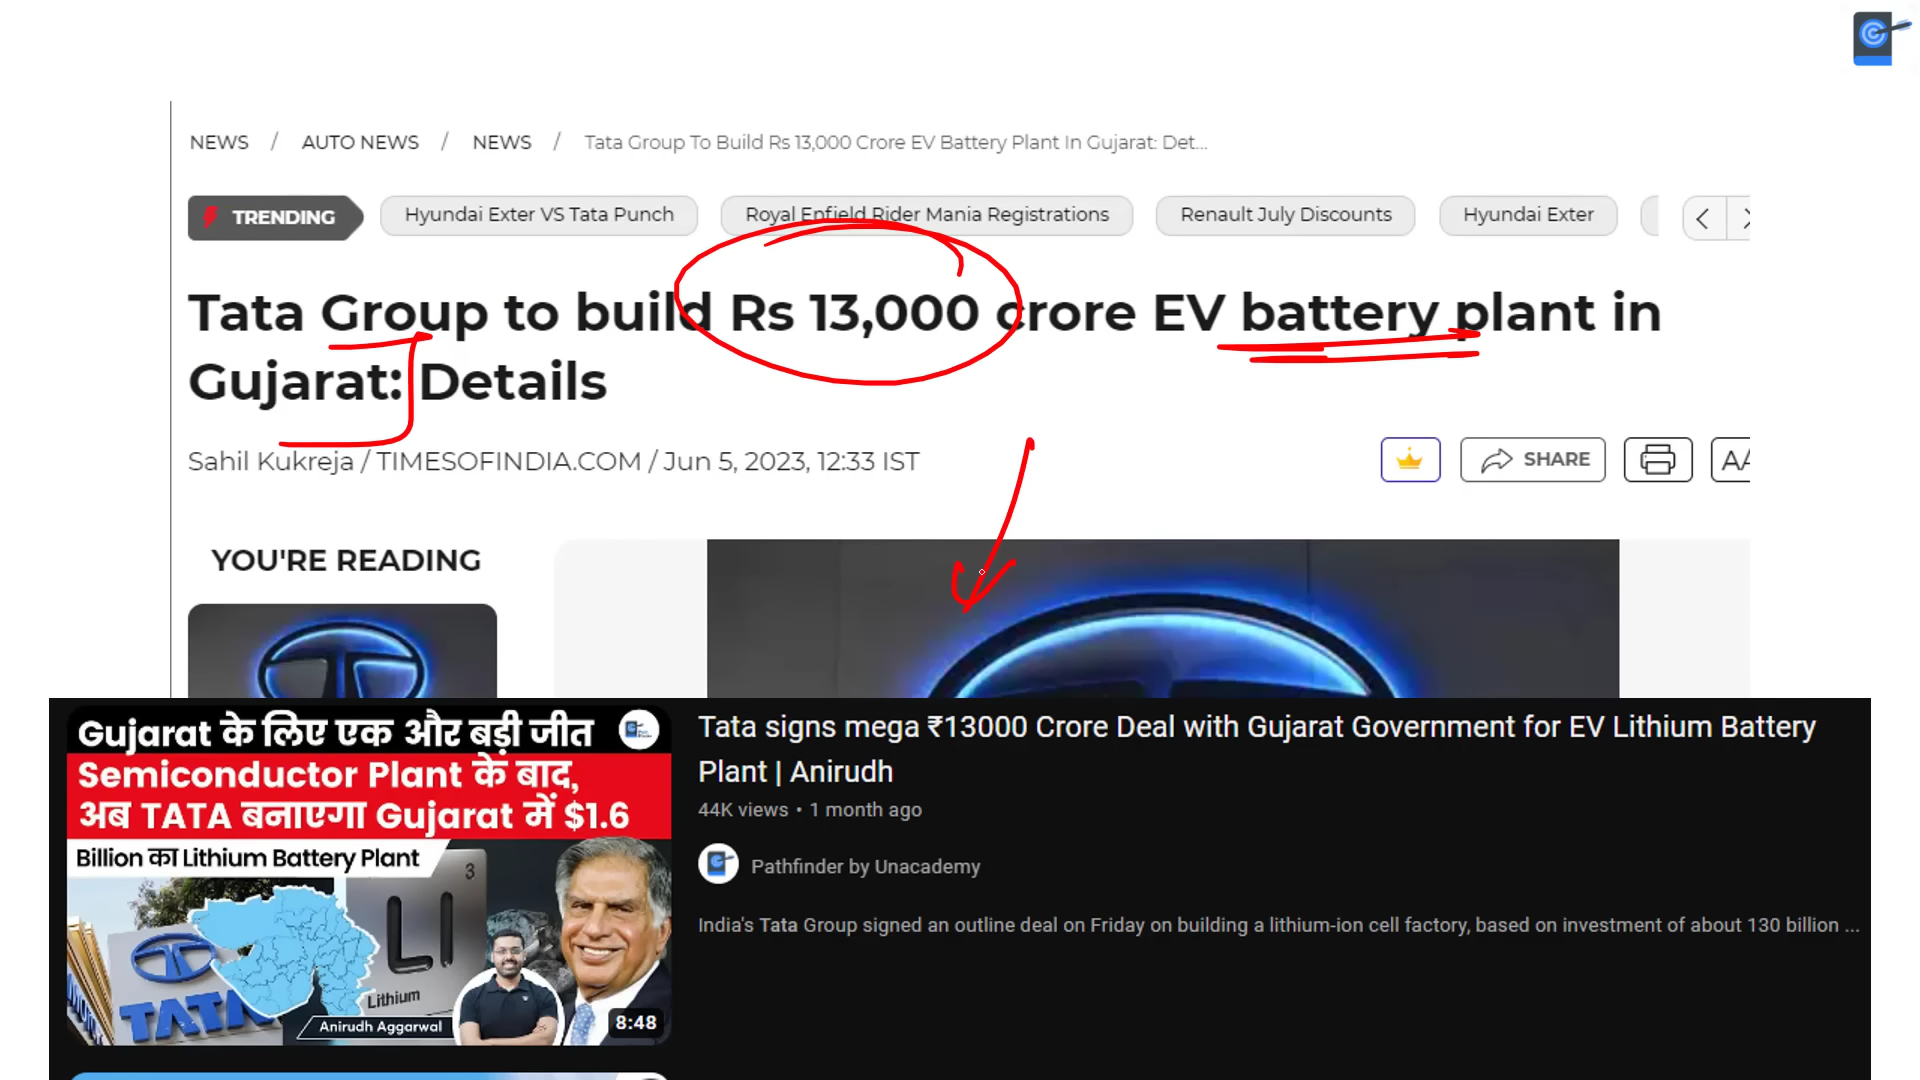 NEWS / AUTO NEWS / NEWS / Tata Group To Build Rs 13,000 Crore EV Battery Plant In Gujarat: Det...
TRENDING Hyundai Exter VS Tata Punch Royal Enfield Rider Mania Registrations Renault July Discounts Hyundai Exter
Tata Group to build Rs 13,000 crore EV battery plant in
Gujarat: Details
Sahil Kukreja / TIMESOFINDIA.COM / Jun 5, 2023, 12:33 IST
SHARE AA
YOU'RE READING
Gujarat के लिए एक और बड़ी जीत
Semiconductor Plant के बाद,
अब TATA बनाएगा Gujarat में $1.6
Billion का Lithium Battery Plant
3
Li
Lithium
TATA
Anirudh Aggarwal
8:48
Tata signs mega ₹13000 Crore Deal with Gujarat Government for EV Lithium Battery
Plant | Anirudh
44K views • 1 month ago
Pathfinder by Unacademy
India's Tata Group signed an outline deal on Friday on building a lithium-ion cell factory, based on investment of about 130 billion ...